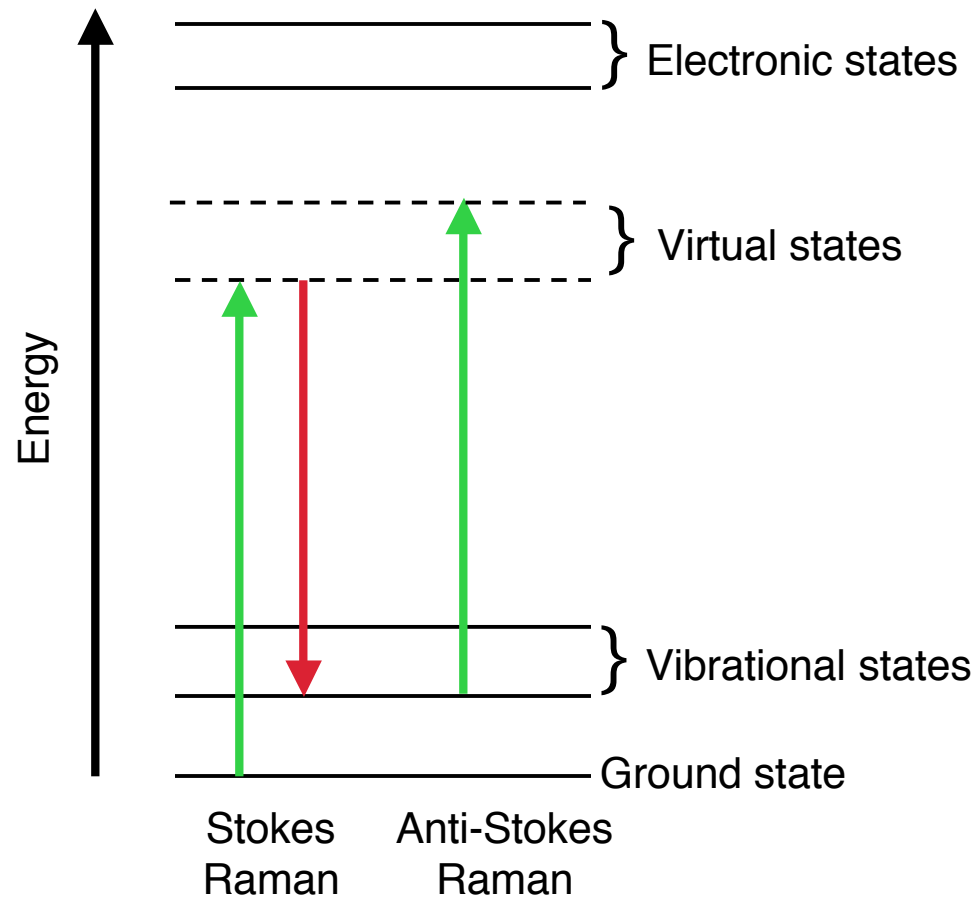 Electronic states
Virtual states
Energy
Vibrational states
Ground state
Stokes
Raman
Anti-Stokes
Raman